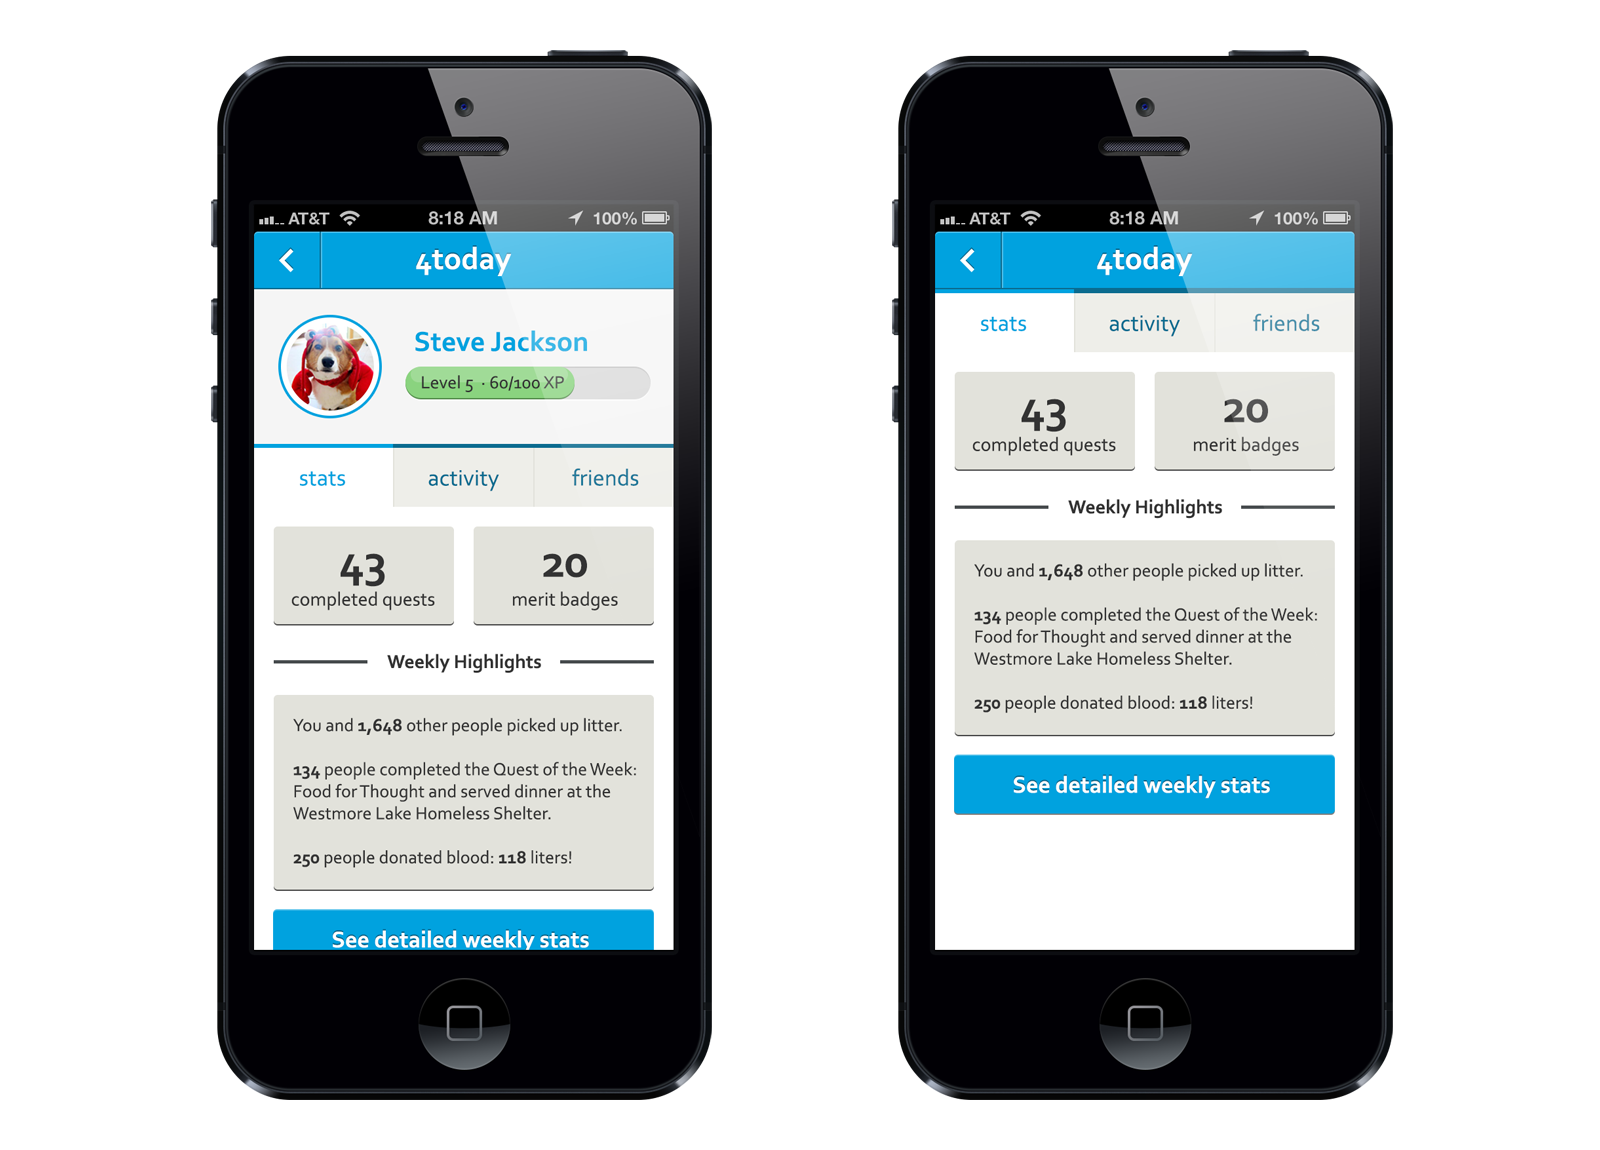 AT&T 8:18 AM 100%
4today
Steve Jackson
Level 5 · 60/100 XP
stats activity friends
43 20
completed quests merit badges
Weekly Highlights
You and 1,648 other people picked up litter.
134 people completed the Quest of the Week:
Food for Thought and served dinner at the
Westmore Lake Homeless Shelter.
250 people donated blood: 118 liters!
See detailed weekly stats
AT&T 8:18 AM 100%
4today
stats activity friends
43 20
completed quests merit badges
Weekly Highlights
You and 1,648 other people picked up litter.
134 people completed the Quest of the Week:
Food for Thought and served dinner at the
Westmore Lake Homeless Shelter.
250 people donated blood: 118 liters!
See detailed weekly stats